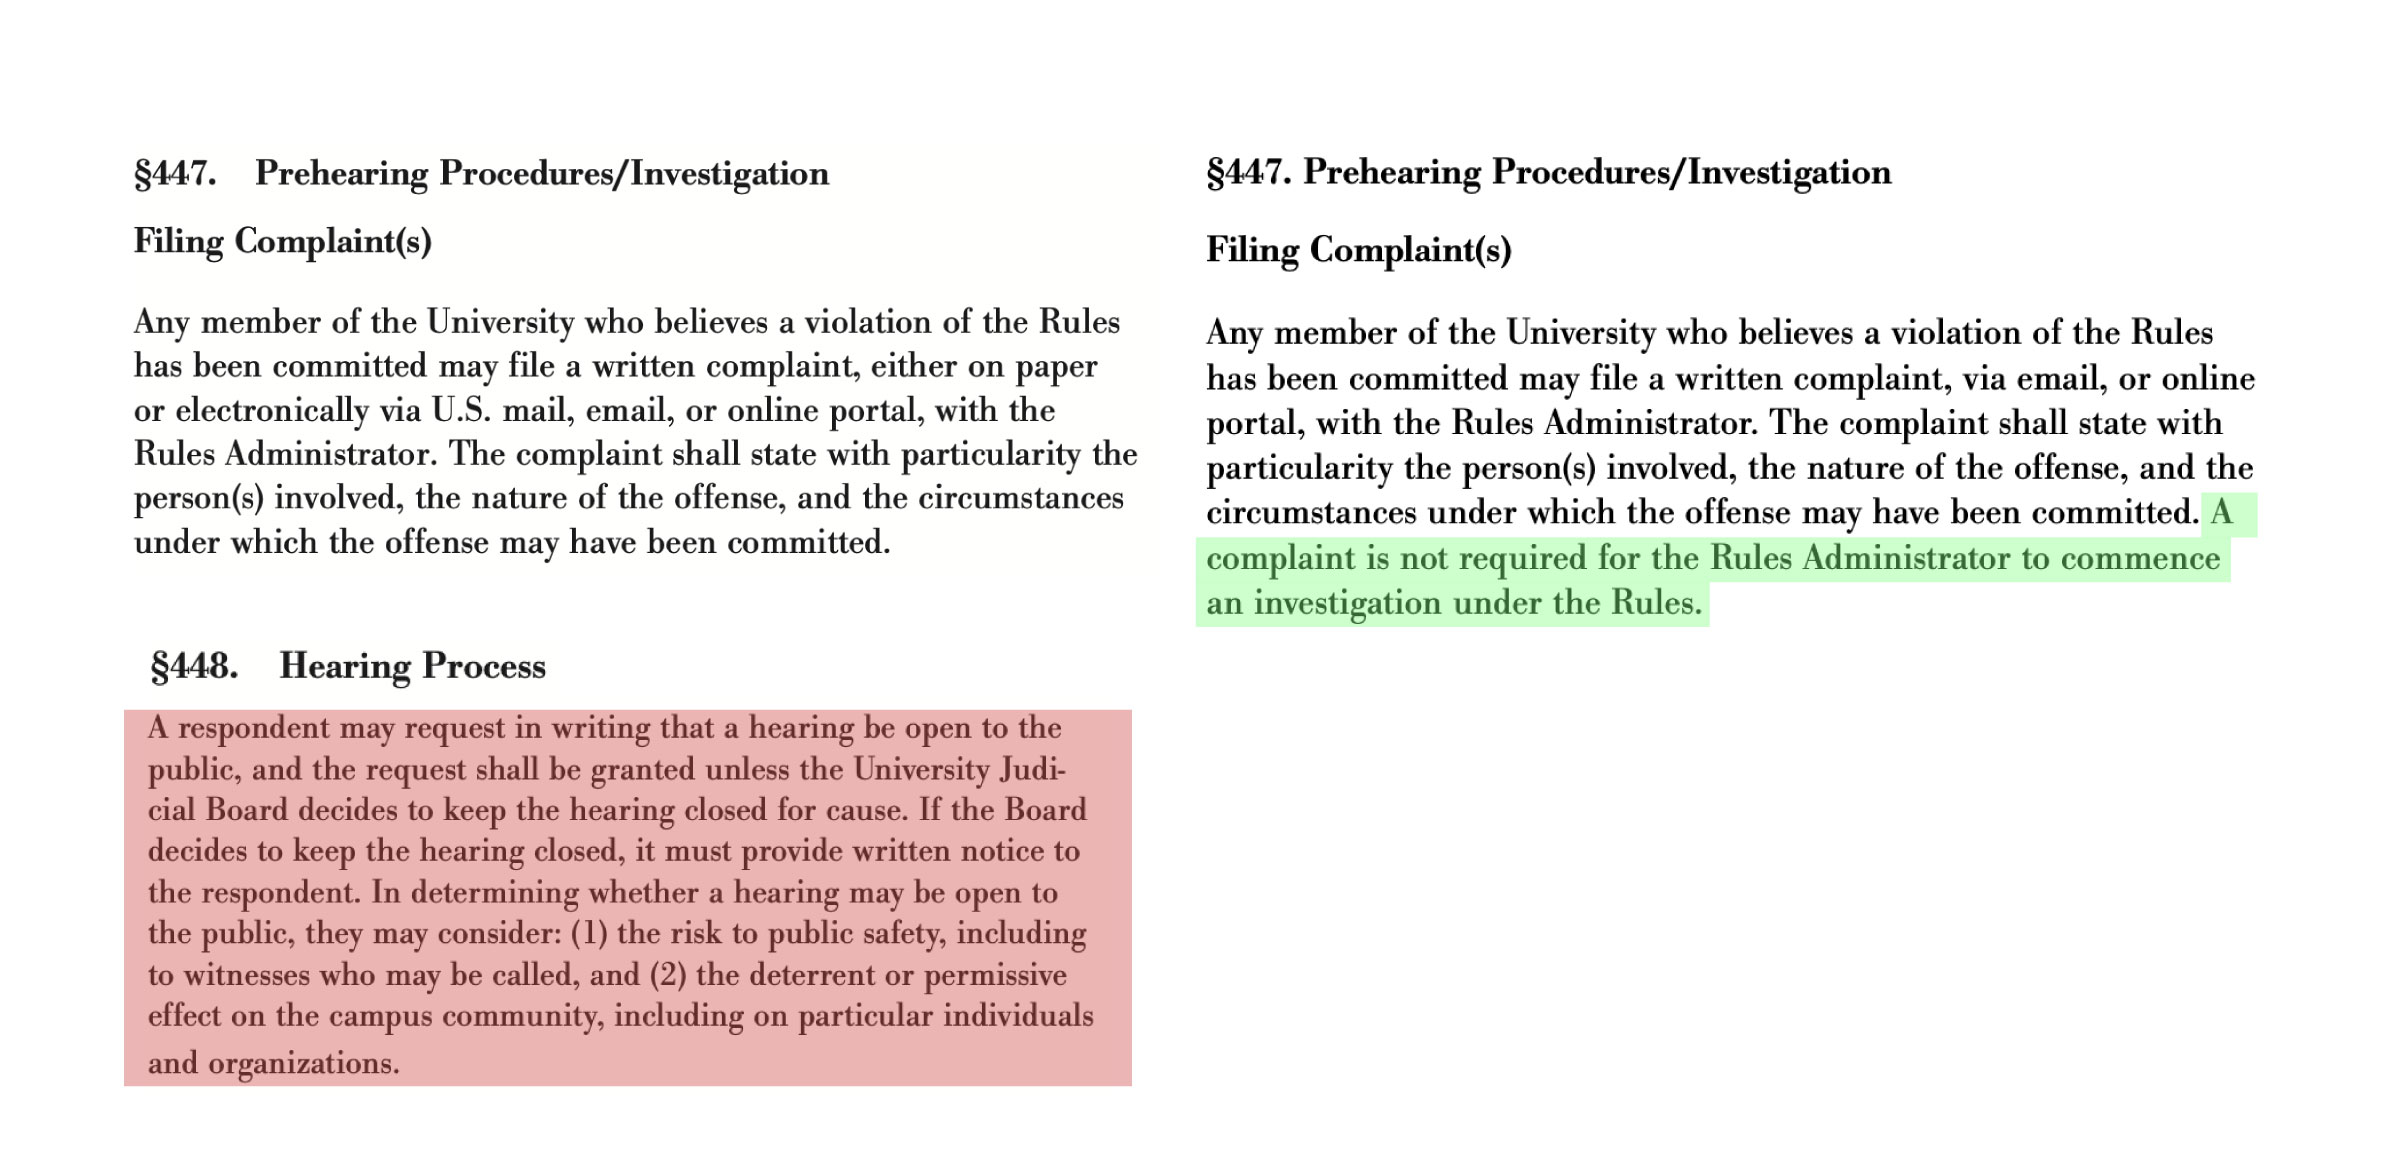 §447. Prehearing Procedures/Investigation
Filing Complaint(s)
Any member of the University who believes a violation of the Rules
has been committed may file a written complaint, either on paper
or electronically via U.S. mail, email, or online portal, with the
Rules Administrator. The complaint shall state with particularity the
person(s) involved, the nature of the offense, and the circumstances
under which the offense may have been committed.
§448. Hearing Process
A respondent may request in writing that a hearing be open to the
public, and the request shall be granted unless the University Judi-
cial Board decides to keep the hearing closed for cause. If the Board
decides to keep the hearing closed, it must provide written notice to
the respondent. In determining whether a hearing may be open to
the public, they may consider: (1) the risk to public safety, including
to witnesses who may be called, and (2) the deterrent or permissive
effect on the campus community, including on particular individuals
and organizations.
§447. Prehearing Procedures/Investigation
Filing Complaint(s)
Any member of the University who believes a violation of the Rules
has been committed may file a written complaint, via email, or online
portal, with the Rules Administrator. The complaint shall state with
particularity the person(s) involved, the nature of the offense, and the
circumstances under which the offense may have been committed. A
complaint is not required for the Rules Administrator to commence
an investigation under the Rules.